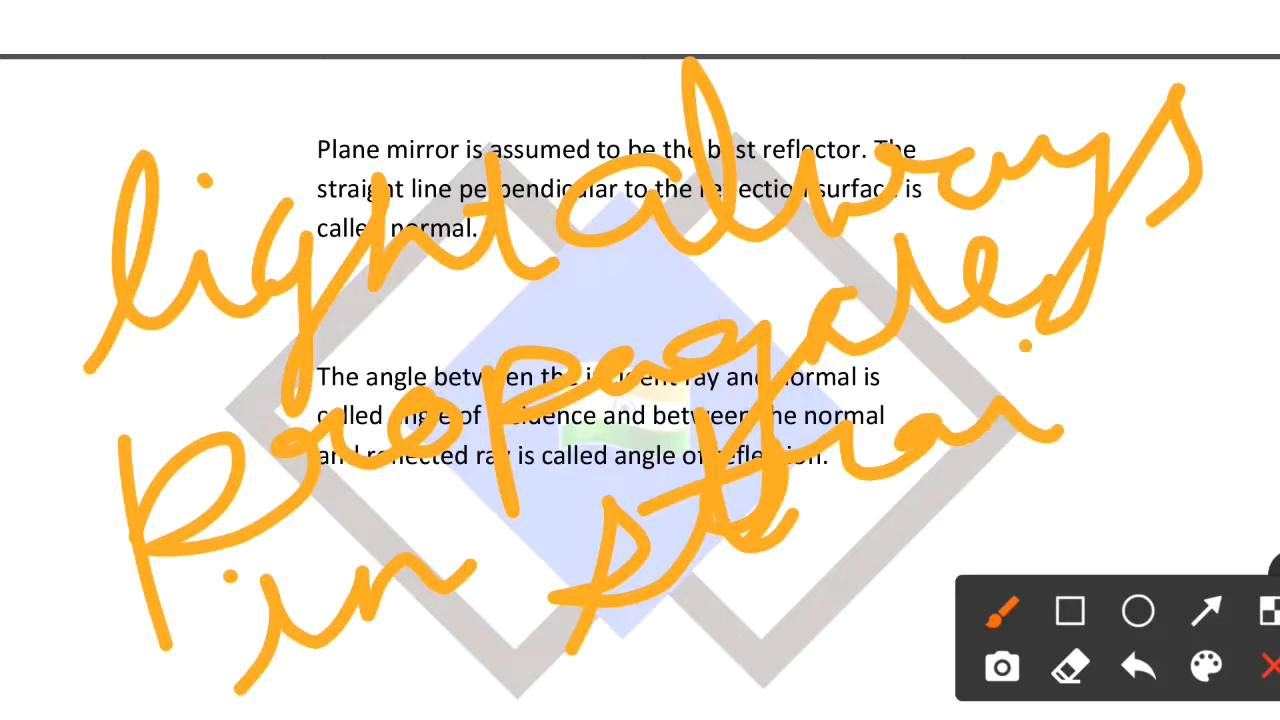 Plane mirror is assumed to be the best reflector. The
straight line perpendicular to the reflection surface is
called normal.
The angle between the incident ray and normal is
called angle of incidence and between the normal
and reflected ray is called angle of reflection.
light always
propagates
in strai